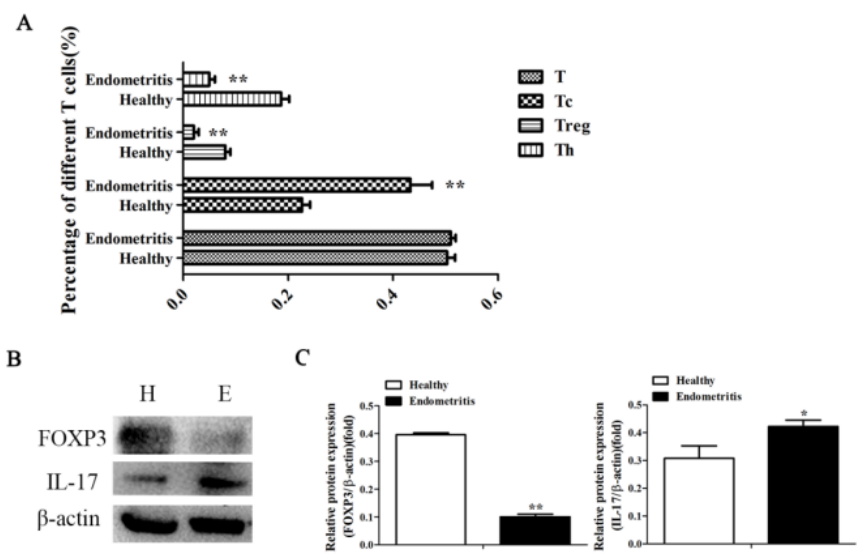 A
Percentage of different T cells(%)
Endometritis **
Healthy
Endometritis **
Healthy
Endometritis **
Healthy
Endometritis
Healthy
0.0 0.2 0.4 0.6
T
Tc
Treg
Th
B
H E
FOXP3
IL-17
β-actin
C
Healthy
Endometritis
Relative protein expression
(FOXP3/β-actin)(fold)
0.5
0.4
0.3
0.2
0.1
0.0
**
Healthy
Endometritis
Relative protein expression
(IL-17/β-actin)(fold)
0.5
0.4
0.3
0.2
0.1
0.0
*